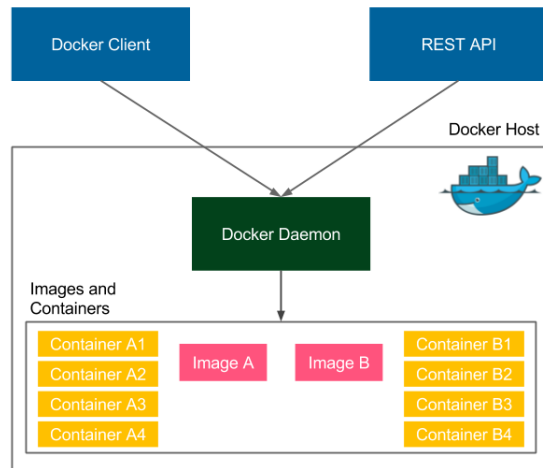 Docker Client
REST API
Docker Host
Docker Daemon
Images and
Containers
Container A1
Container A2
Container A3
Container A4
Image A
Image B
Container B1
Container B2
Container B3
Container B4